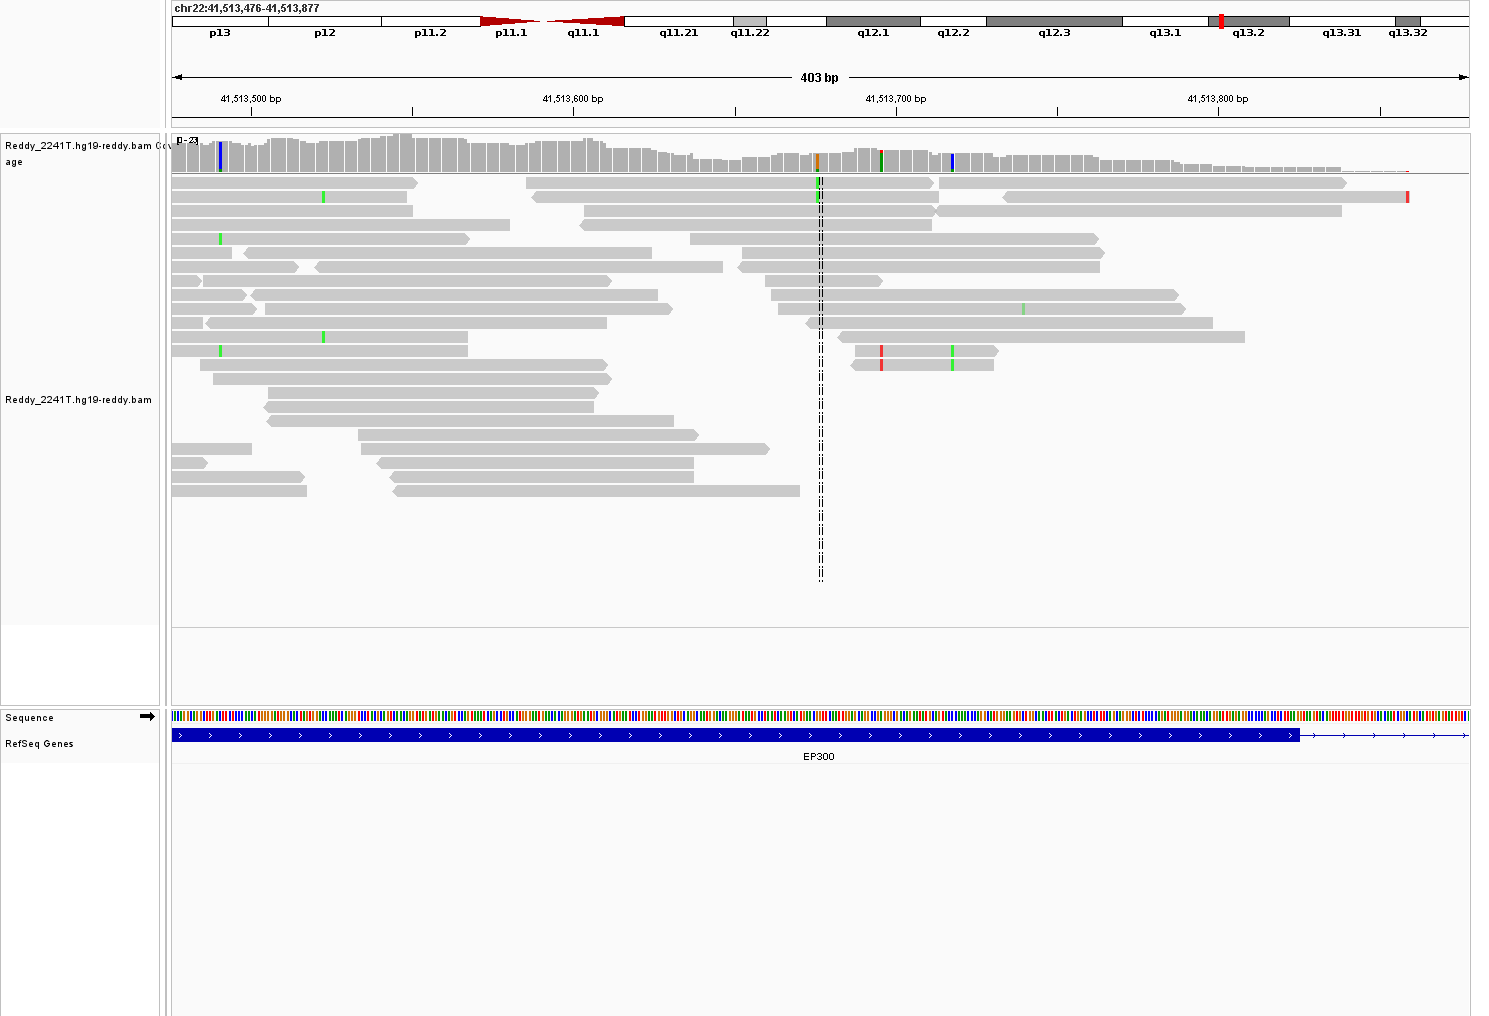 chr22:41,513,476-41,513,877
p13 p12 p11.2 p11.1 q11.1 q11.21 q11.22 q12.1 q12.2 q12.3 q13.1 q13.2 q13.31 q13.32
403 bp
41,513,500 bp 41,513,600 bp 41,513,700 bp 41,513,800 bp
Reddy_2241T.hg19-reddy.bam Cov
age
Reddy_2241T.hg19-reddy.bam
Sequence
RefSeq Genes
EP300